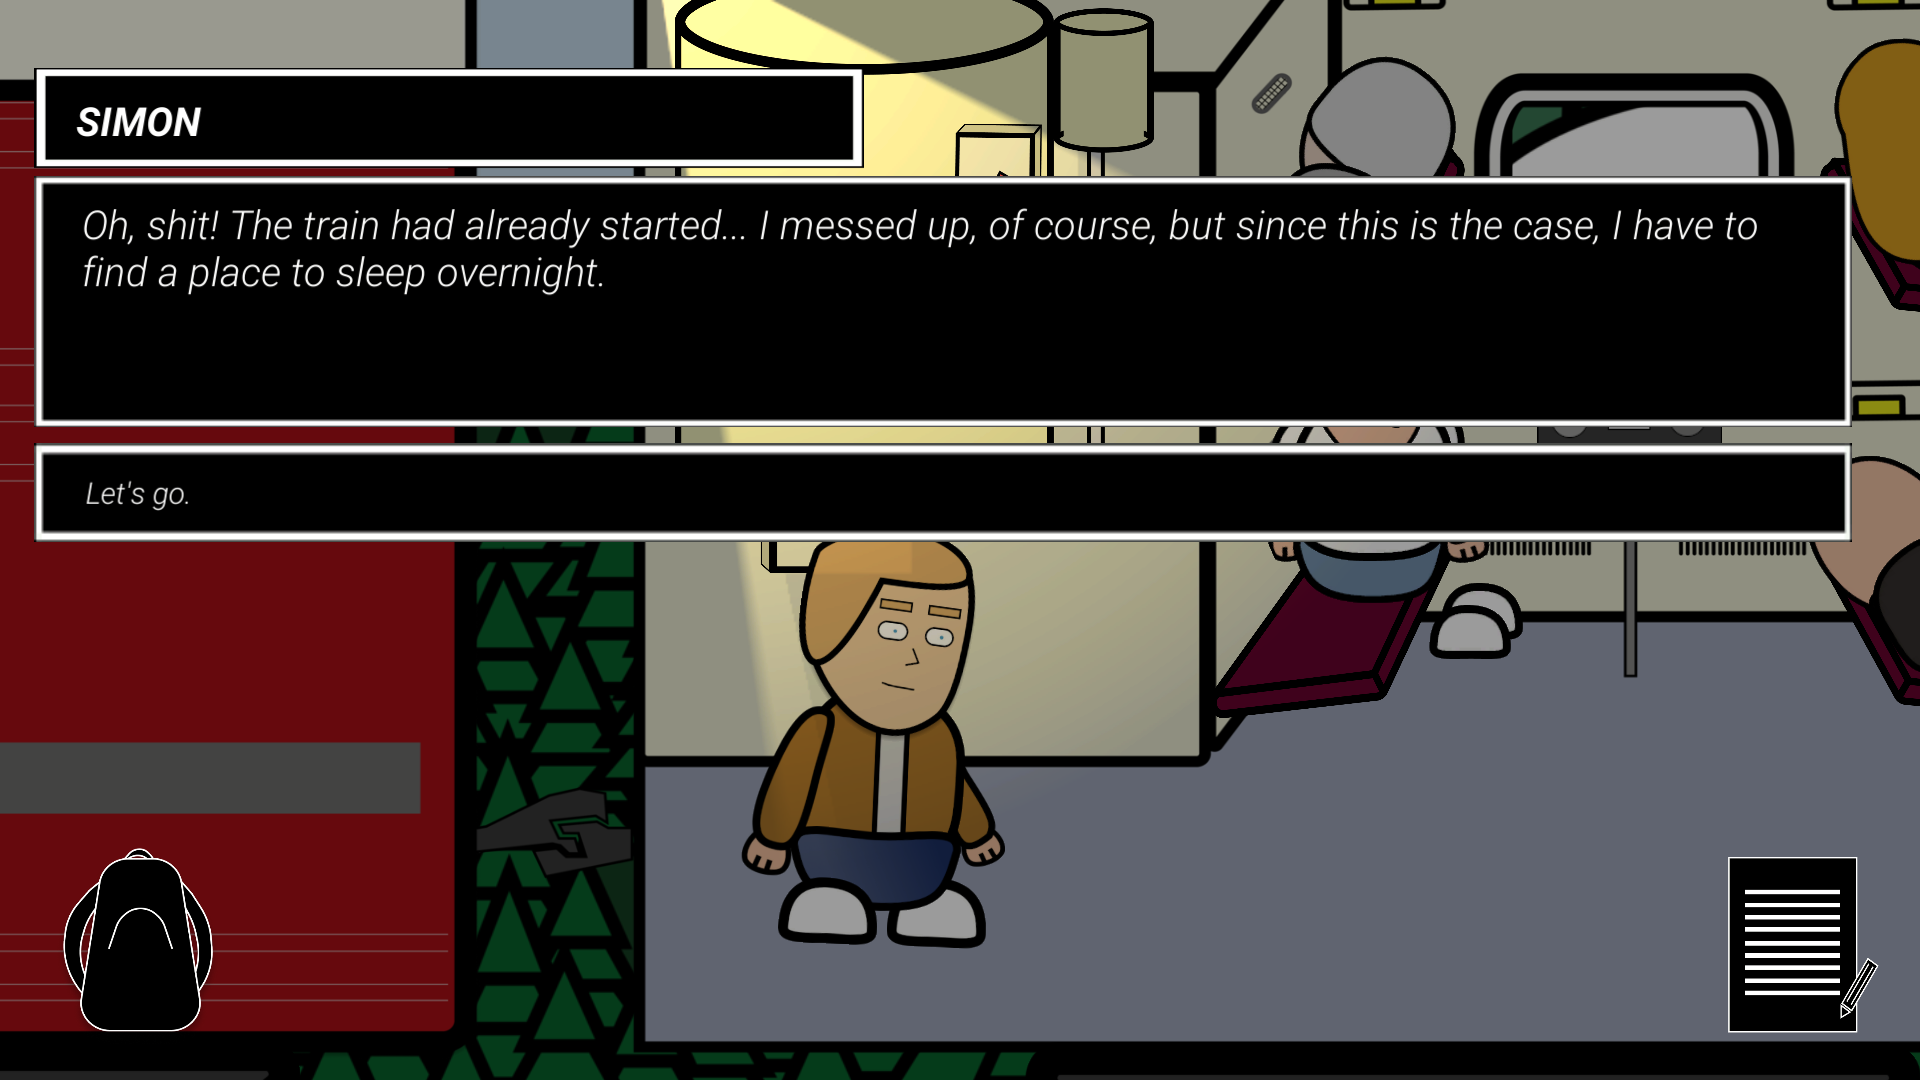 SIMON
Oh, shit! The train had already started... I messed up, of course, but since this is the case, I have to
find a place to sleep overnight.
Let's go.